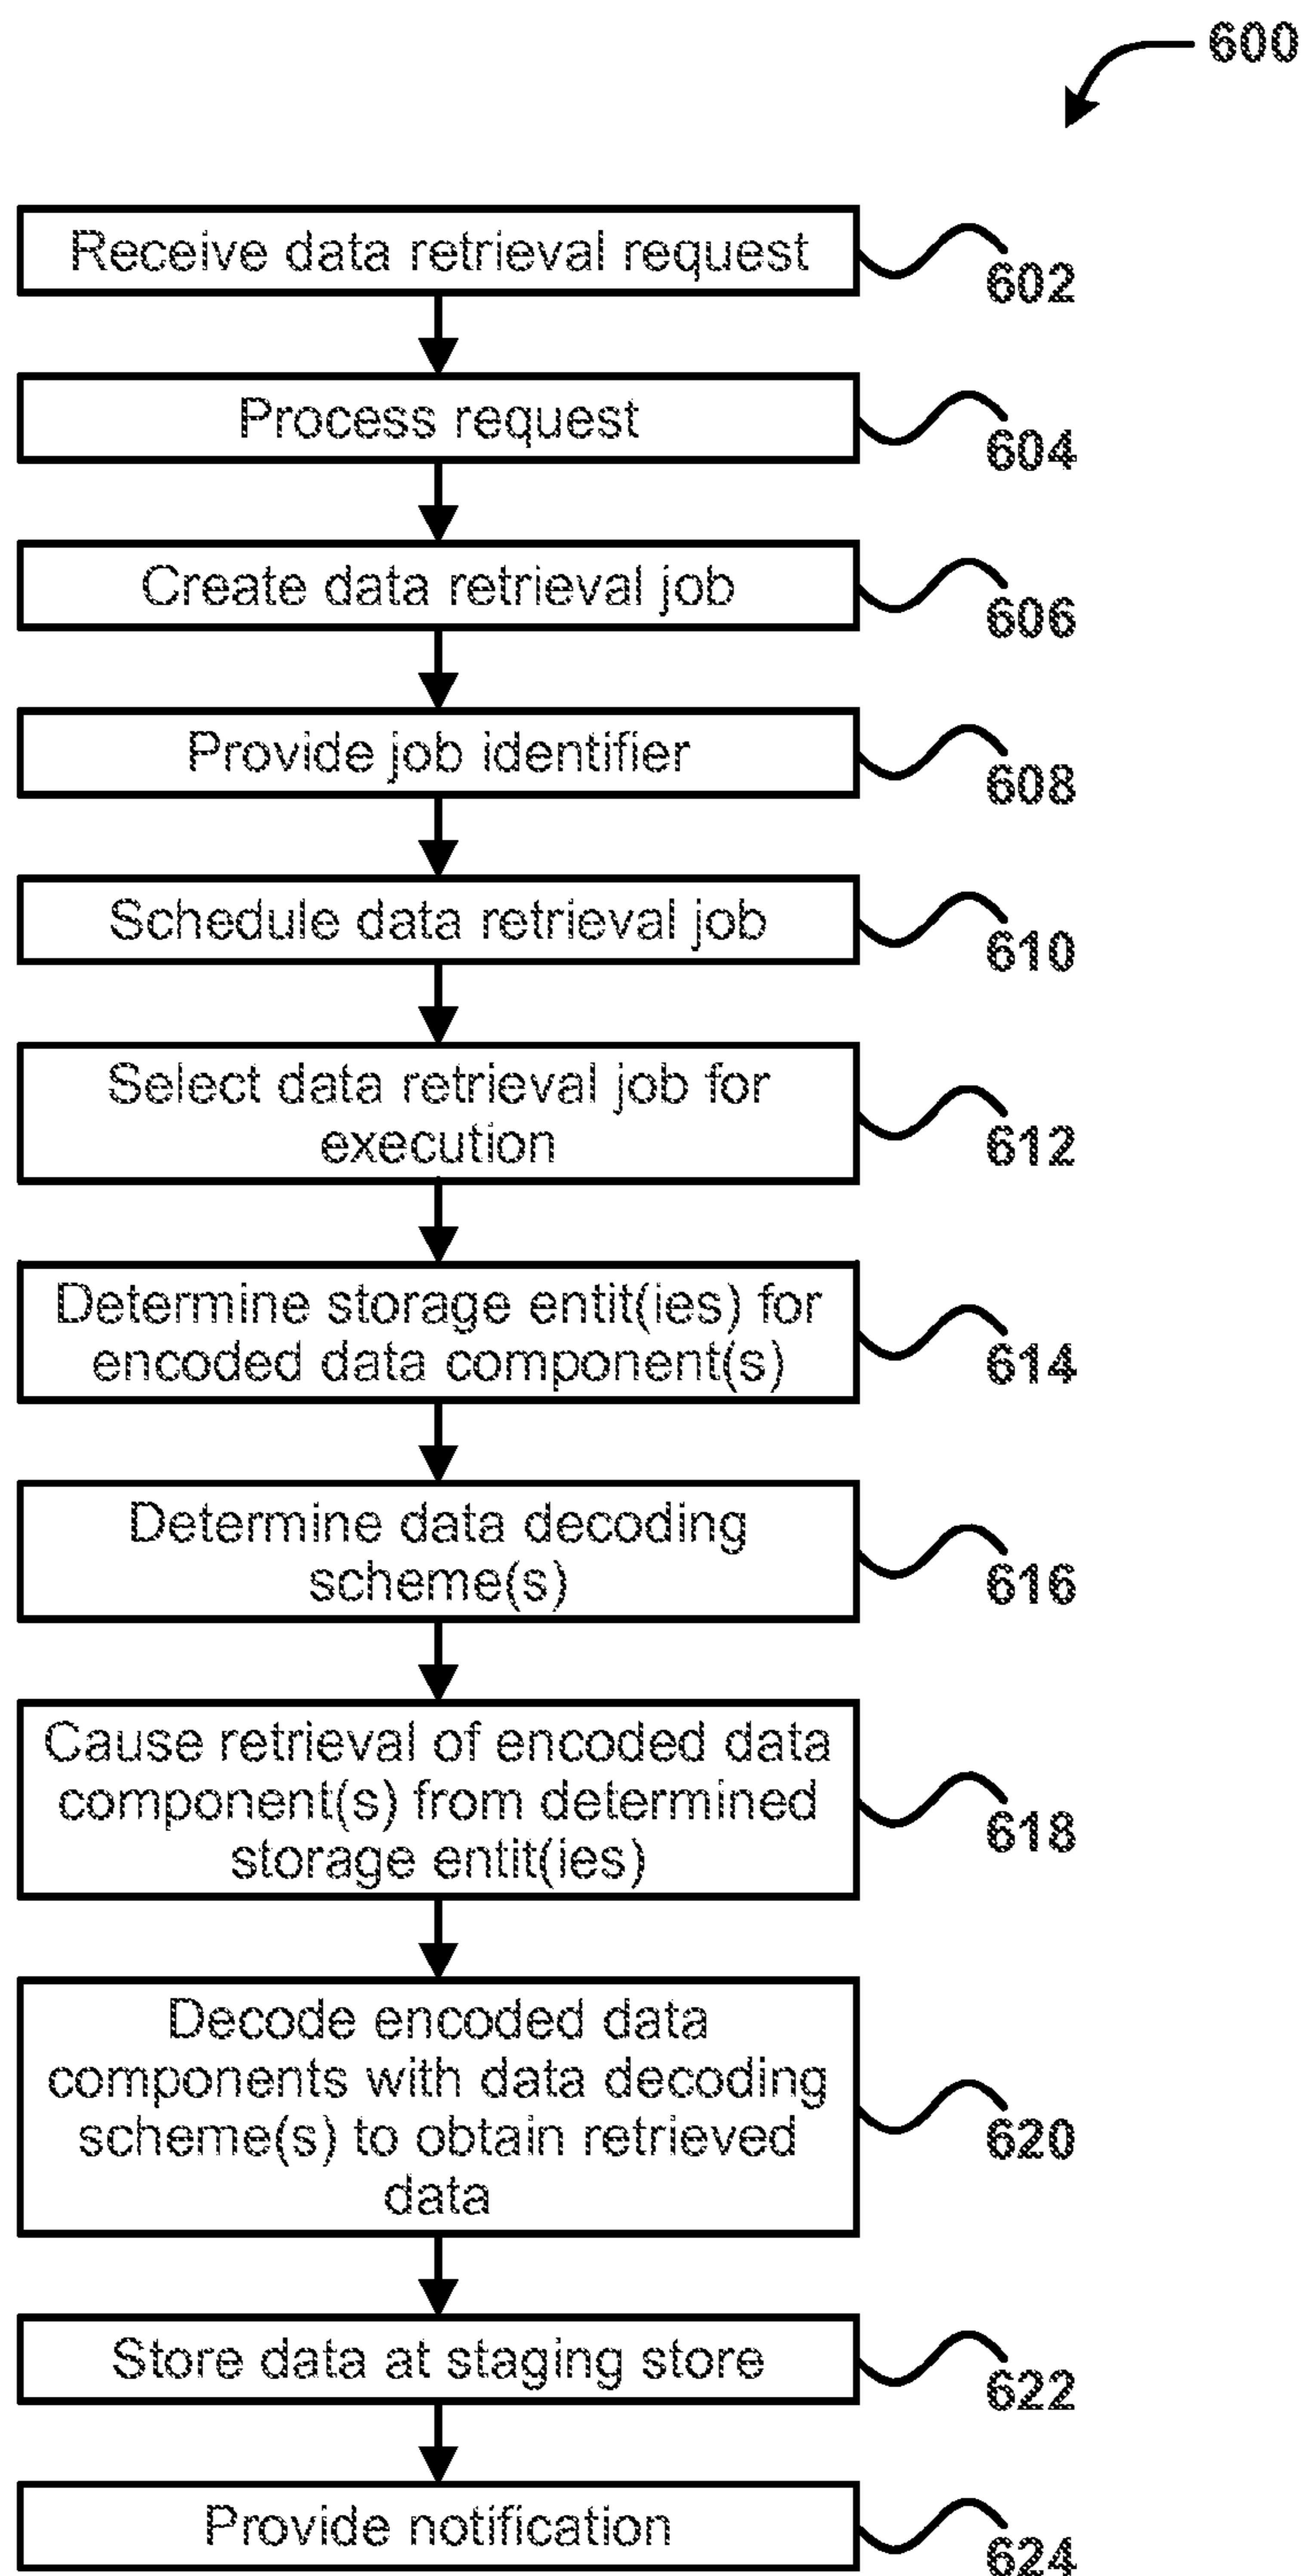 600
Receive data retrieval request
602
Process request
604
Create data retrieval job
606
Provide job identifier
608
Schedule data retrieval job
610
Select data retrieval job for
execution
612
Determine storage entit(ies) for
encoded data component(s)
614
Determine data decoding
scheme(s)
616
Cause retrieval of encoded data
component(s) from determined
storage entit(ies)
618
Decode encoded data
components with data decoding
scheme(s) to obtain retrieved
data
620
Store data at staging store
622
Provide notification
624